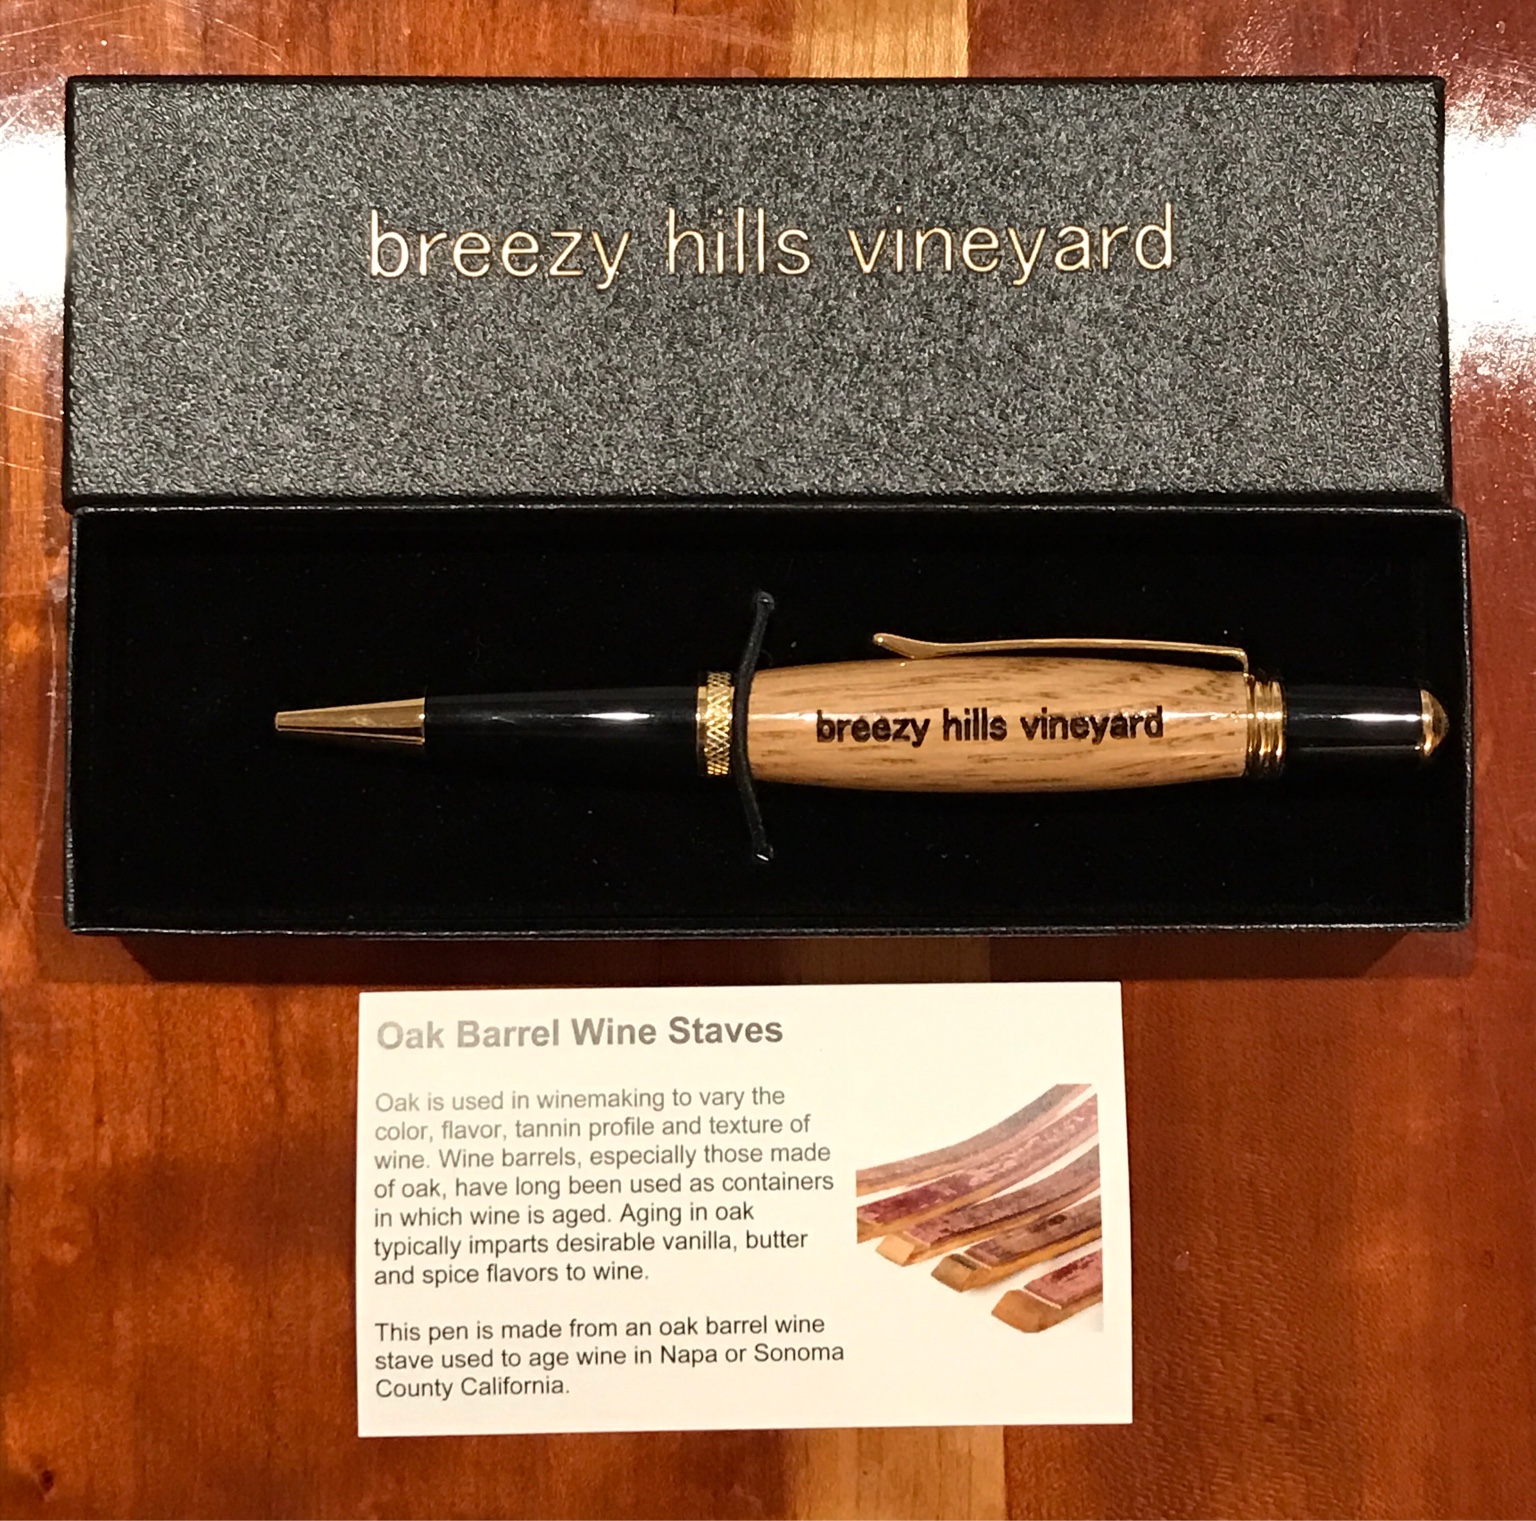 breezy hills vineyard
breezy hills vineyard
Oak Barrel Wine Staves
Oak is used in winemaking to vary the
color, flavor, tannin profile and texture of
wine. Wine barrels, especially those made
of oak, have long been used as containers
in which wine is aged. Aging in oak
typically imparts desirable vanilla, butter
and spice flavors to wine.
This pen is made from an oak barrel wine
stave used to age wine in Napa or Sonoma
County California.